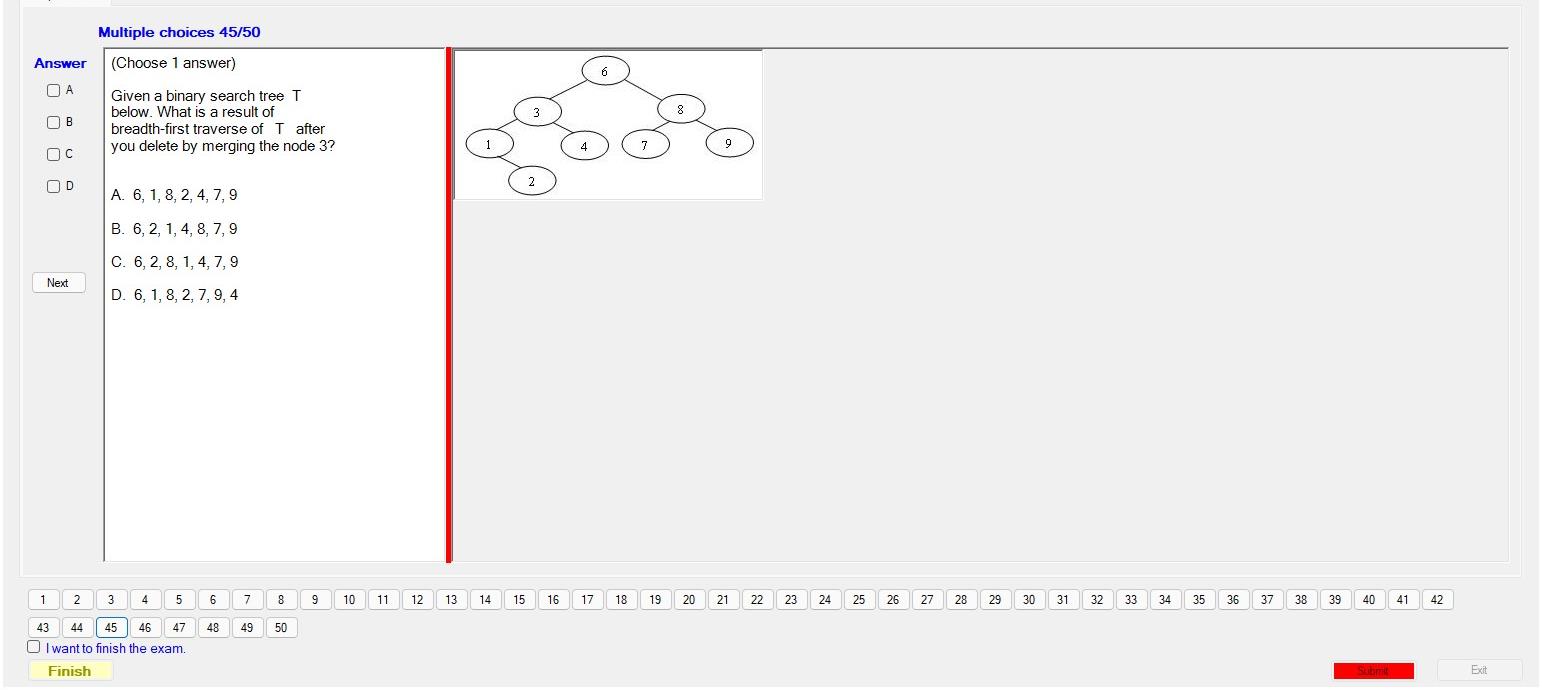 Multiple choices 45/50
Answer
A
B
C
D
Next
(Choose 1 answer)
Given a binary search tree T
below. What is a result of
breadth-first traverse of T after
you delete by merging the node 3?
A. 6, 1, 8, 2, 4, 7, 9
B. 6, 2, 1, 4, 8, 7, 9
C. 6, 2, 8, 1, 4, 7, 9
D. 6, 1, 8, 2, 7, 9, 4
6
3 8
1 4 7 9
2
1 2 3 4 5 6 7 8 9 10 11 12 13 14 15 16 17 18 19 20 21 22 23 24 25 26 27 28 29 30 31 32 33 34 35 36 37 38 39 40 41 42
43 44 45 46 47 48 49 50
I want to finish the exam.
Finish Submit Exit